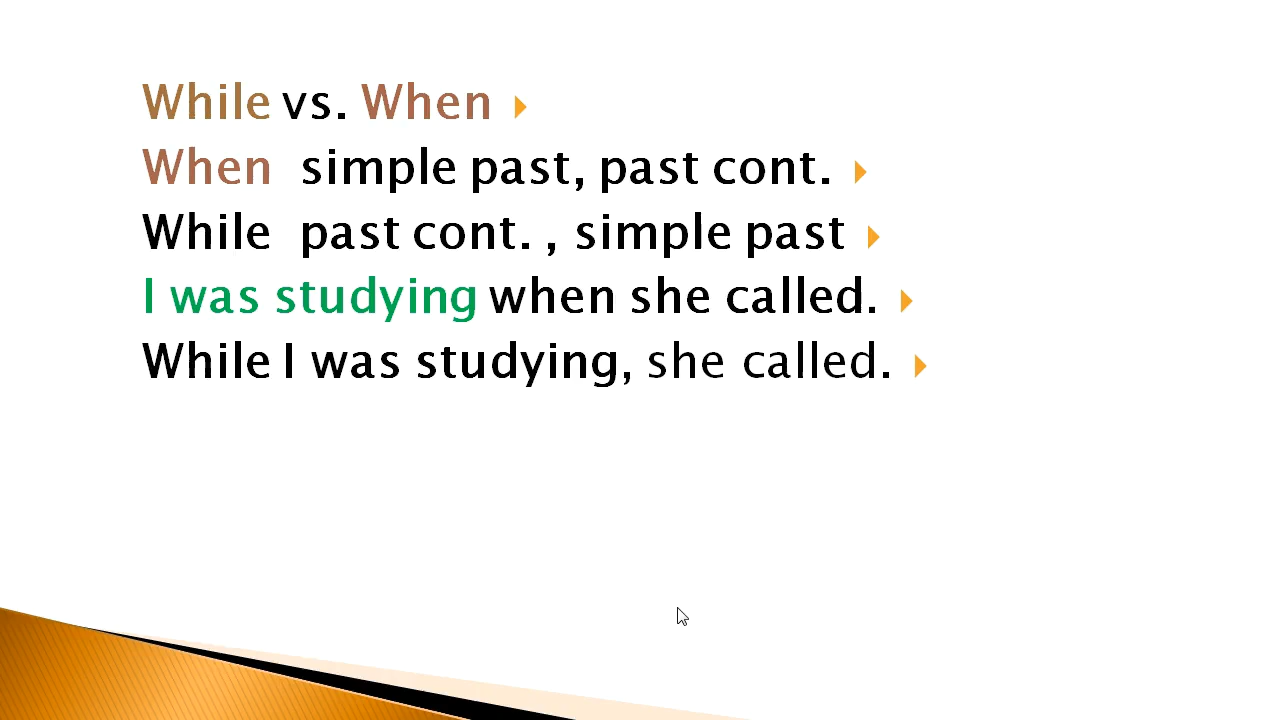 While vs. When
When simple past, past cont.
While past cont. , simple past
I was studying when she called.
While I was studying, she called.